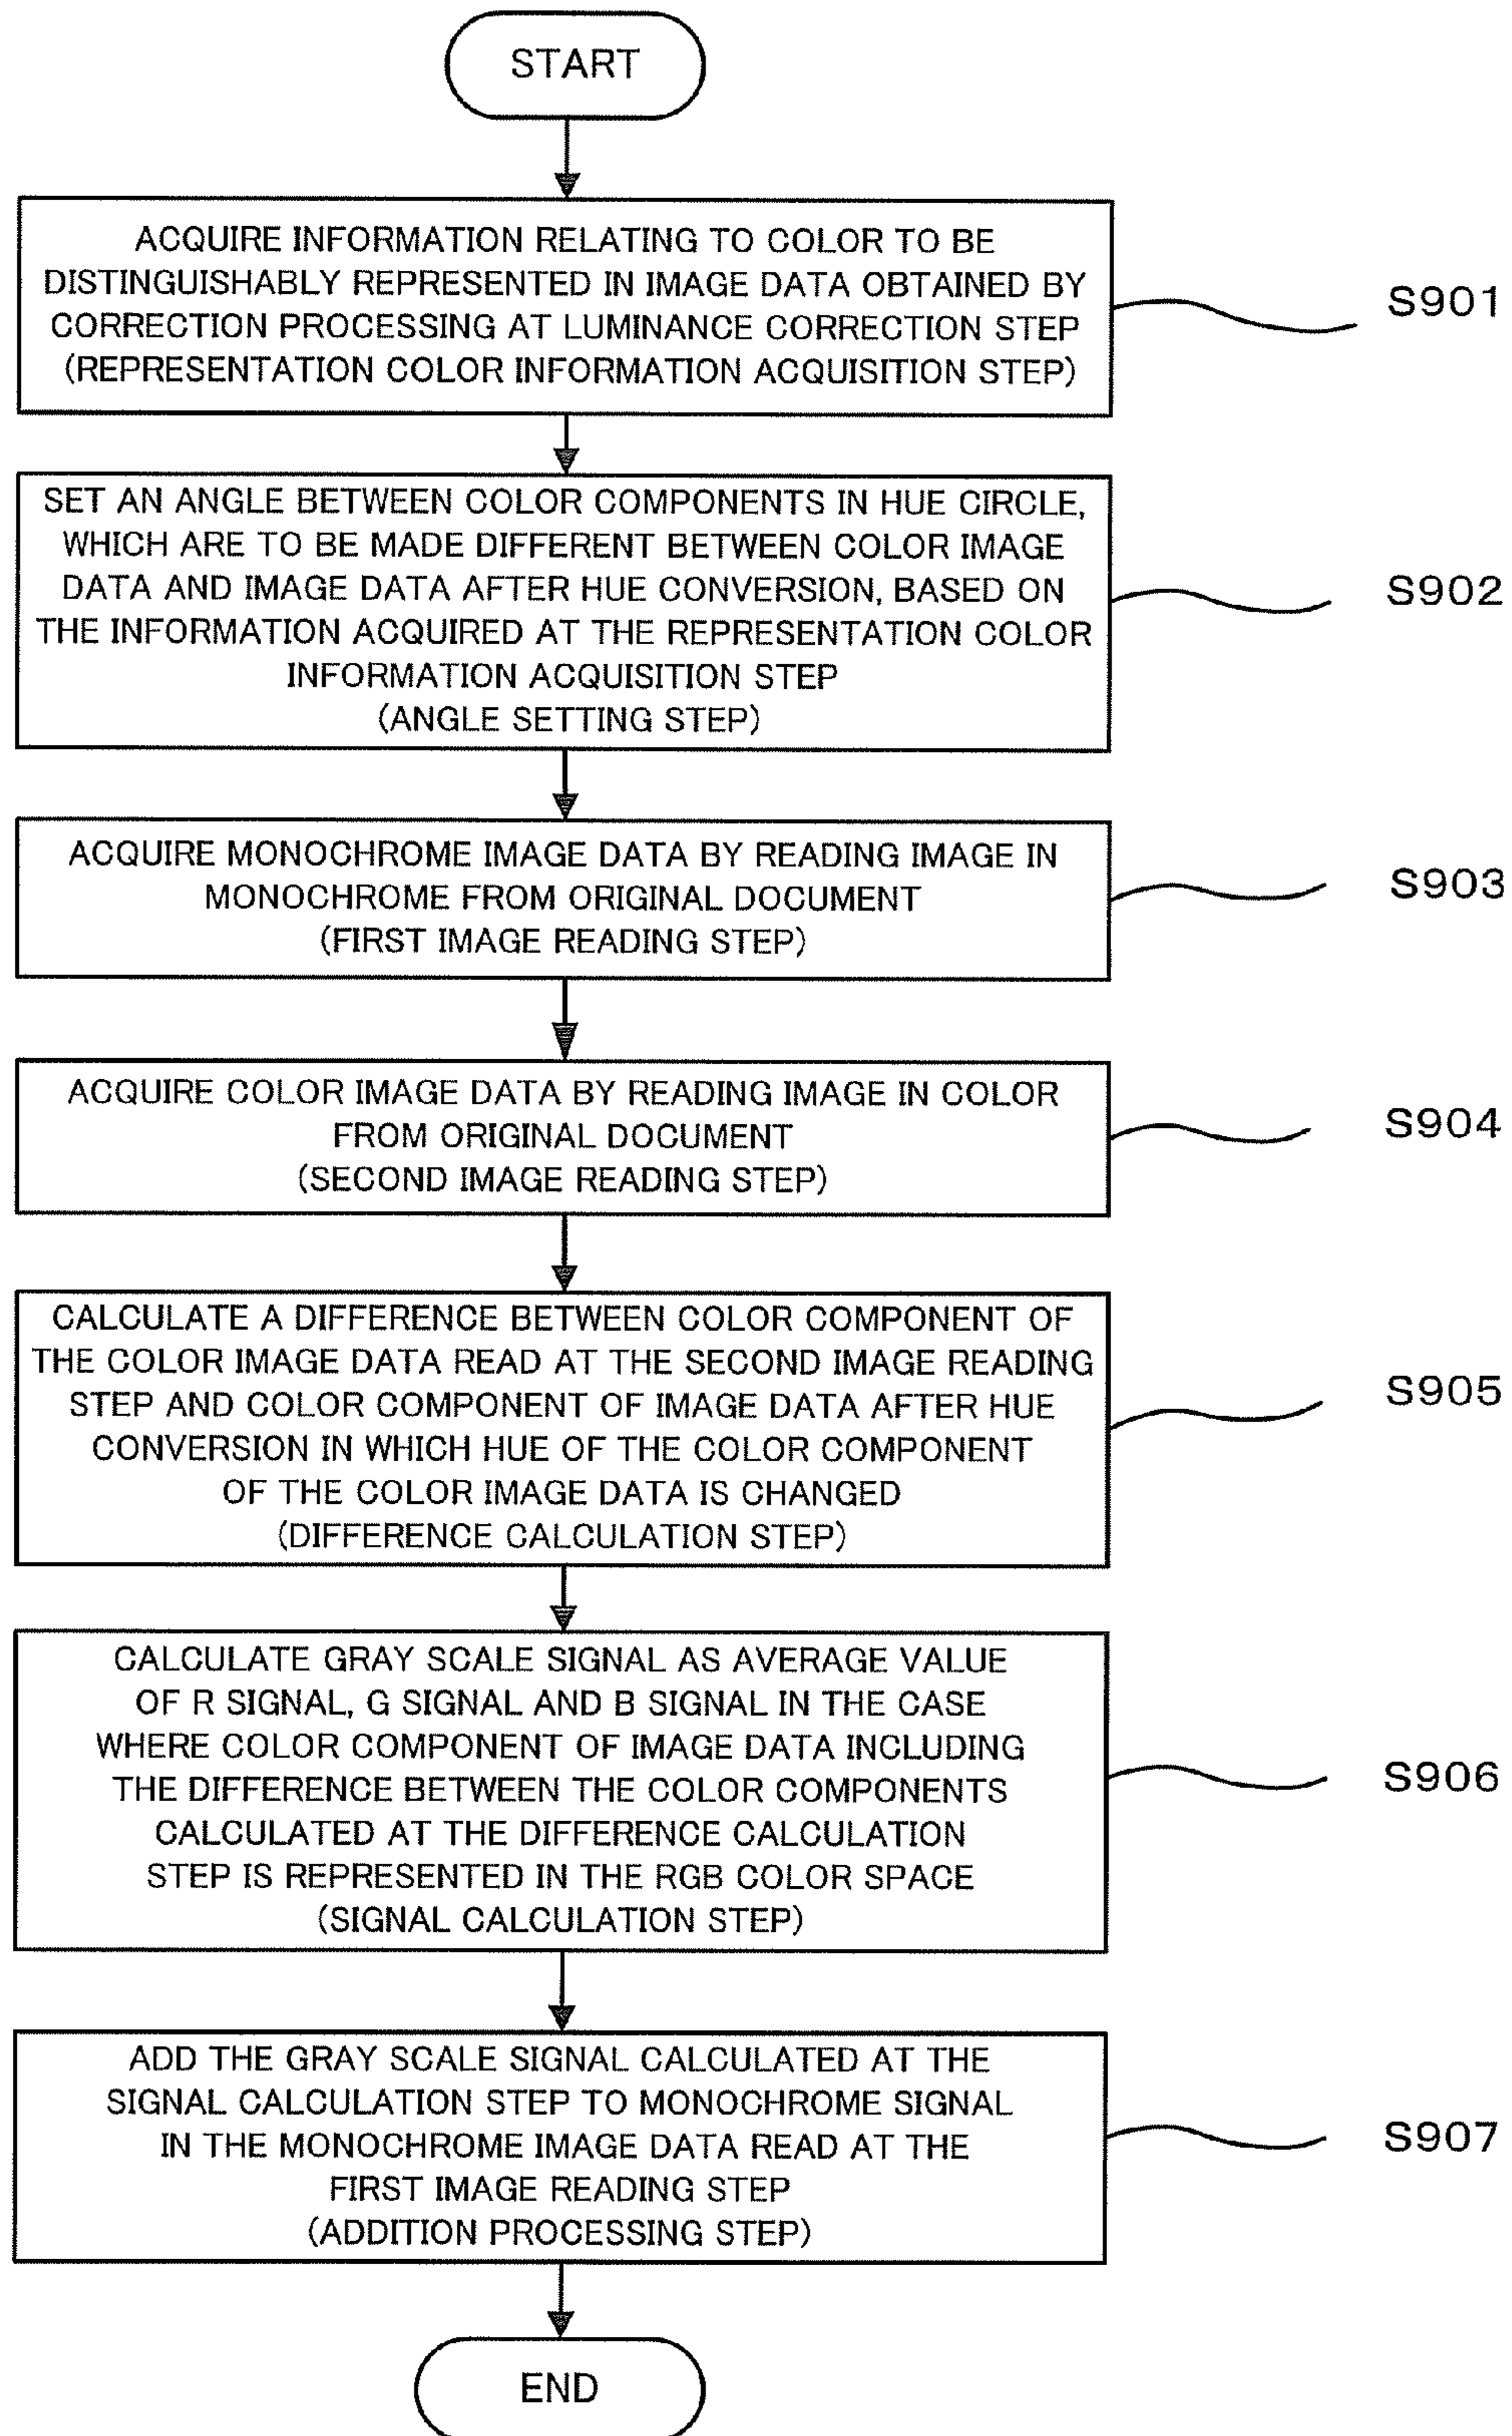 START
ACQUIRE INFORMATION RELATING TO COLOR TO BE
DISTINGUISHABLY REPRESENTED IN IMAGE DATA OBTAINED BY
CORRECTION PROCESSING AT LUMINANCE CORRECTION STEP
(REPRESENTATION COLOR INFORMATION ACQUISITION STEP)
S901
SET AN ANGLE BETWEEN COLOR COMPONENTS IN HUE CIRCLE,
WHICH ARE TO BE MADE DIFFERENT BETWEEN COLOR IMAGE
DATA AND IMAGE DATA AFTER HUE CONVERSION, BASED ON
THE INFORMATION ACQUIRED AT THE REPRESENTATION COLOR
INFORMATION ACQUISITION STEP
(ANGLE SETTING STEP)
S902
ACQUIRE MONOCHROME IMAGE DATA BY READING IMAGE IN
MONOCHROME FROM ORIGINAL DOCUMENT
(FIRST IMAGE READING STEP)
S903
ACQUIRE COLOR IMAGE DATA BY READING IMAGE IN COLOR
FROM ORIGINAL DOCUMENT
(SECOND IMAGE READING STEP)
S904
CALCULATE A DIFFERENCE BETWEEN COLOR COMPONENT OF
THE COLOR IMAGE DATA READ AT THE SECOND IMAGE READING
STEP AND COLOR COMPONENT OF IMAGE DATA AFTER HUE
CONVERSION IN WHICH HUE OF THE COLOR COMPONENT
OF THE COLOR IMAGE DATA IS CHANGED
(DIFFERENCE CALCULATION STEP)
S905
CALCULATE GRAY SCALE SIGNAL AS AVERAGE VALUE
OF R SIGNAL, G SIGNAL AND B SIGNAL IN THE CASE
WHERE COLOR COMPONENT OF IMAGE DATA INCLUDING
THE DIFFERENCE BETWEEN THE COLOR COMPONENTS
CALCULATED AT THE DIFFERENCE CALCULATION
STEP IS REPRESENTED IN THE RGB COLOR SPACE
(SIGNAL CALCULATION STEP)
S906
ADD THE GRAY SCALE SIGNAL CALCULATED AT THE
SIGNAL CALCULATION STEP TO MONOCHROME SIGNAL
IN THE MONOCHROME IMAGE DATA READ AT THE
FIRST IMAGE READING STEP
(ADDITION PROCESSING STEP)
S907
END